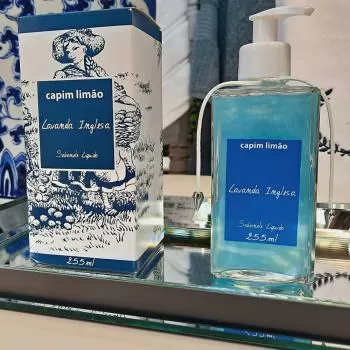 capim limão
Lavanda Inglesa
Sabonete Líquido
255ml
capim limão
Lavanda Inglesa
Sabonete Líquido
255ml